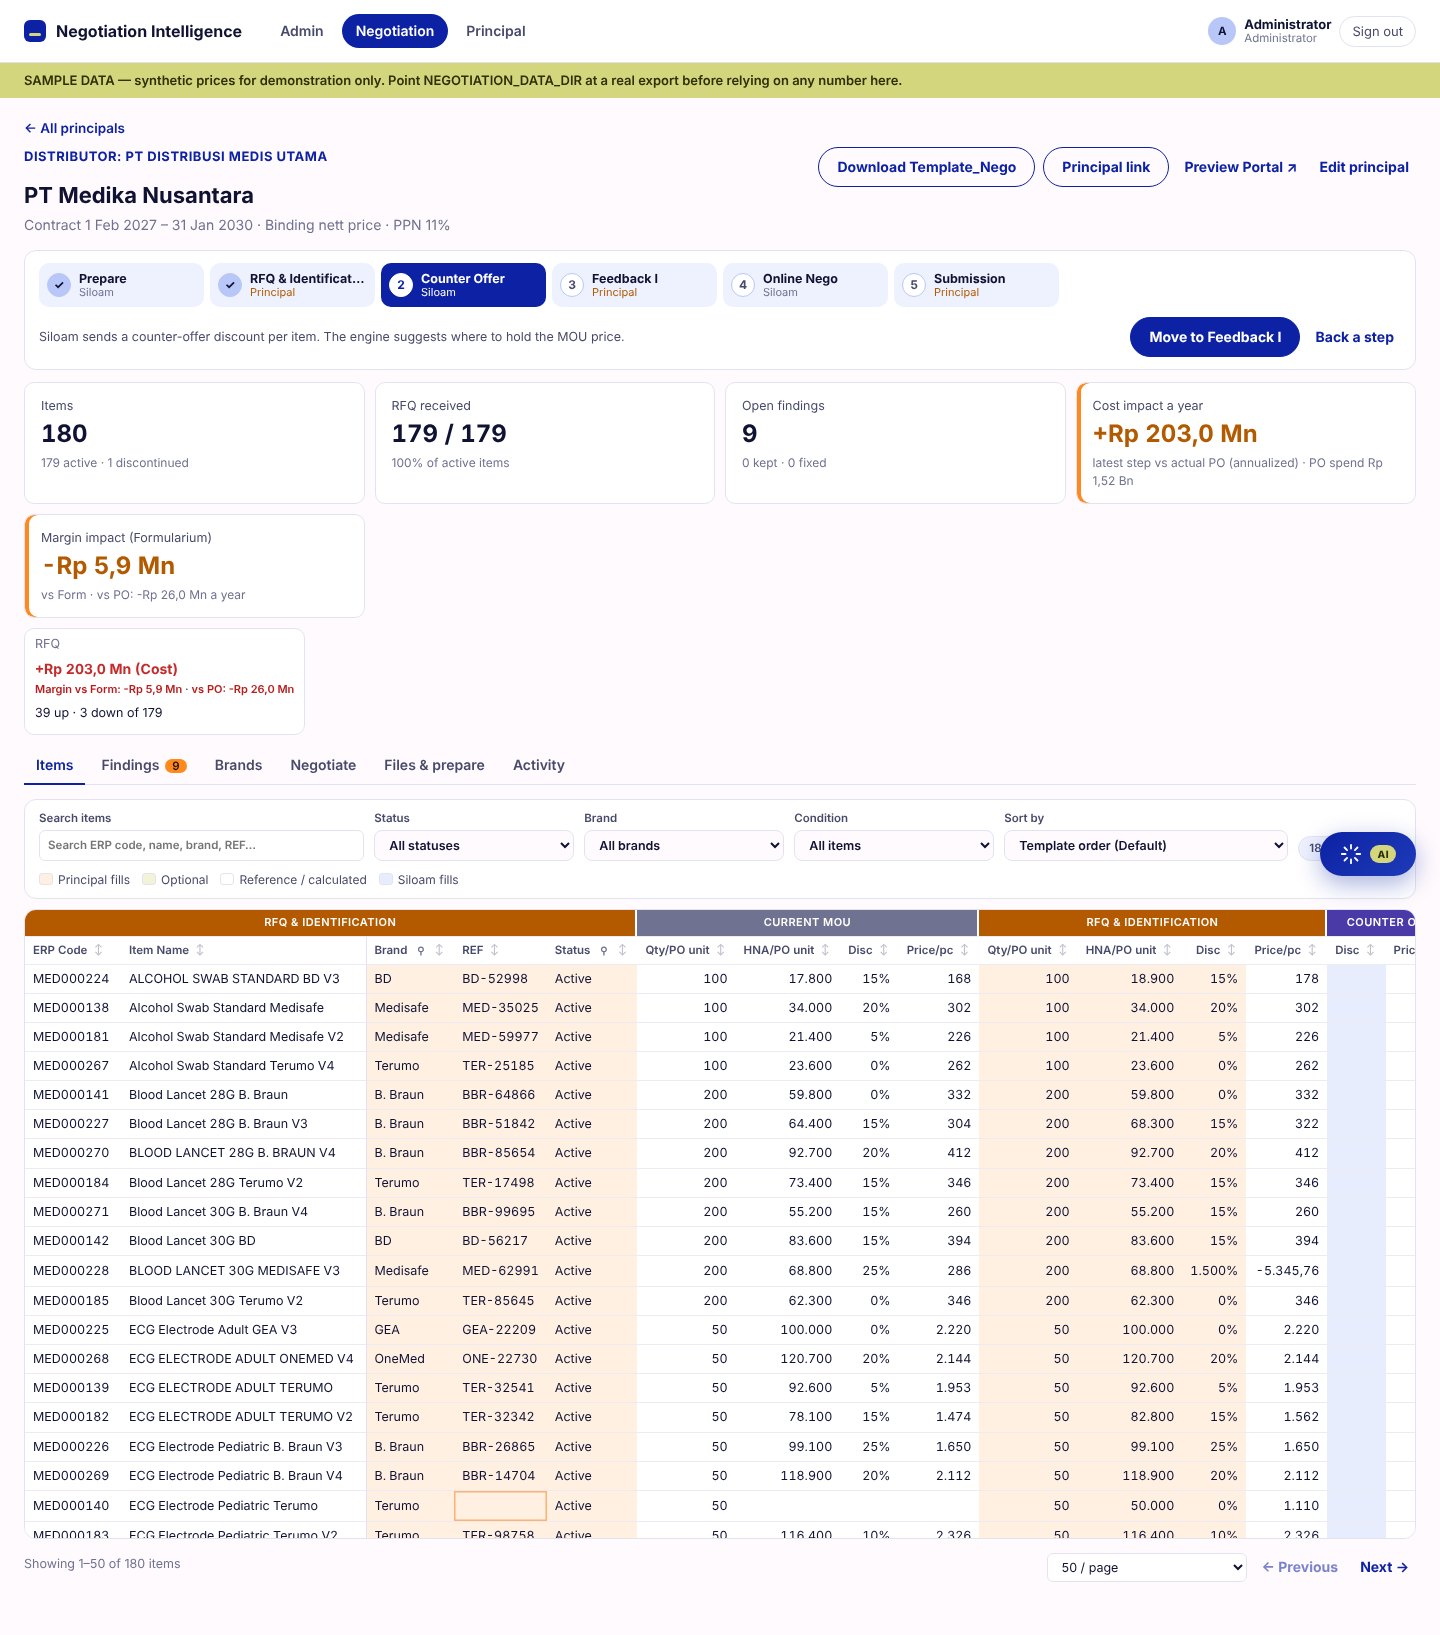 Negotiation Intelligence
Admin
Negotiation
Principal
A
Administrator
Administrator
Sign out
SAMPLE DATA — synthetic prices for demonstration only. Point NEGOTIATION_DATA_DIR at a real export before relying on any number here.
← All principals
DISTRIBUTOR: PT DISTRIBUSI MEDIS UTAMA
PT Medika Nusantara
Contract 1 Feb 2027 – 31 Jan 2030 · Binding nett price · PPN 11%
Download Template_Nego
Principal link
Preview Portal ↗
Edit principal
✓ Prepare
Siloam
✓ RFQ & Identificat...
Principal
2 Counter Offer
Siloam
3 Feedback I
Principal
4 Online Nego
Siloam
5 Submission
Principal
Siloam sends a counter-offer discount per item. The engine suggests where to hold the MOU price.
Move to Feedback I
Back a step
Items
180
179 active · 1 discontinued
RFQ received
179 / 179
100% of active items
Open findings
9
0 kept · 0 fixed
Cost impact a year
+Rp 203,0 Mn
latest step vs actual PO (annualized) · PO spend Rp
1,52 Bn
Margin impact (Formularium)
-Rp 5,9 Mn
vs Form · vs PO: -Rp 26,0 Mn a year
RFQ
+Rp 203,0 Mn (Cost)
Margin vs Form: -Rp 5,9 Mn · vs PO: -Rp 26,0 Mn
39 up · 3 down of 179
Items
Findings 9
Brands
Negotiate
Files & prepare
Activity
Search items
Status
Brand
Condition
Sort by
Search ERP code, name, brand, REF...
All statuses
All brands
All items
Template order (Default)
18
AI
Principal fills
Optional
Reference / calculated
Siloam fills
RFQ & IDENTIFICATION
CURRENT MOU
RFQ & IDENTIFICATION
COUNTER O
ERP Code Item Name Brand REF Status Qty/PO unit HNA/PO unit Disc Price/pc Qty/PO unit HNA/PO unit Disc Price/pc Disc Pric
MED000224 ALCOHOL SWAB STANDARD BD V3 BD BD-52998 Active 100 17.800 15% 168 100 18.900 15% 178
MED000138 Alcohol Swab Standard Medisafe Medisafe MED-35025 Active 100 34.000 20% 302 100 34.000 20% 302
MED000181 Alcohol Swab Standard Medisafe V2 Medisafe MED-59977 Active 100 21.400 5% 226 100 21.400 5% 226
MED000267 Alcohol Swab Standard Terumo V4 Terumo TER-25185 Active 100 23.600 0% 262 100 23.600 0% 262
MED000141 Blood Lancet 28G B. Braun B. Braun BBR-64866 Active 200 59.800 0% 332 200 59.800 0% 332
MED000227 Blood Lancet 28G B. Braun V3 B. Braun BBR-51842 Active 200 64.400 15% 304 200 68.300 15% 322
MED000270 BLOOD LANCET 28G B. BRAUN V4 B. Braun BBR-85654 Active 200 92.700 20% 412 200 92.700 20% 412
MED000184 Blood Lancet 28G Terumo V2 Terumo TER-17498 Active 200 73.400 15% 346 200 73.400 15% 346
MED000271 Blood Lancet 30G B. Braun V4 B. Braun BBR-99695 Active 200 55.200 15% 260 200 55.200 15% 260
MED000142 Blood Lancet 30G BD BD BD-56217 Active 200 83.600 15% 394 200 83.600 15% 394
MED000228 BLOOD LANCET 30G MEDISAFE V3 Medisafe MED-62991 Active 200 68.800 25% 286 200 68.800 1.500% -5.345,76
MED000185 Blood Lancet 30G Terumo V2 Terumo TER-85645 Active 200 62.300 0% 346 200 62.300 0% 346
MED000225 ECG Electrode Adult GEA V3 GEA GEA-22209 Active 50 100.000 0% 2.220 50 100.000 0% 2.220
MED000268 ECG ELECTRODE ADULT ONEMED V4 OneMed ONE-22730 Active 50 120.700 20% 2.144 50 120.700 20% 2.144
MED000139 ECG ELECTRODE ADULT TERUMO Terumo TER-32541 Active 50 92.600 5% 1.953 50 92.600 5% 1.953
MED000182 ECG ELECTRODE ADULT TERUMO V2 Terumo TER-32342 Active 50 78.100 15% 1.474 50 82.800 15% 1.562
MED000226 ECG Electrode Pediatric B. Braun V3 B. Braun BBR-26865 Active 50 99.100 25% 1.650 50 99.100 25% 1.650
MED000269 ECG Electrode Pediatric B. Braun V4 B. Braun BBR-14704 Active 50 118.900 20% 2.112 50 118.900 20% 2.112
MED000140 ECG Electrode Pediatric Terumo Terumo Active 50 50 50.000 0% 1.110
MED000183 ECG Electrode Pediatric Terumo V2 Terumo TER-98758 Active 50 116.400 10% 2.326 50 116.400 10% 2.326
Showing 1–50 of 180 items
50 / page
← Previous
Next →